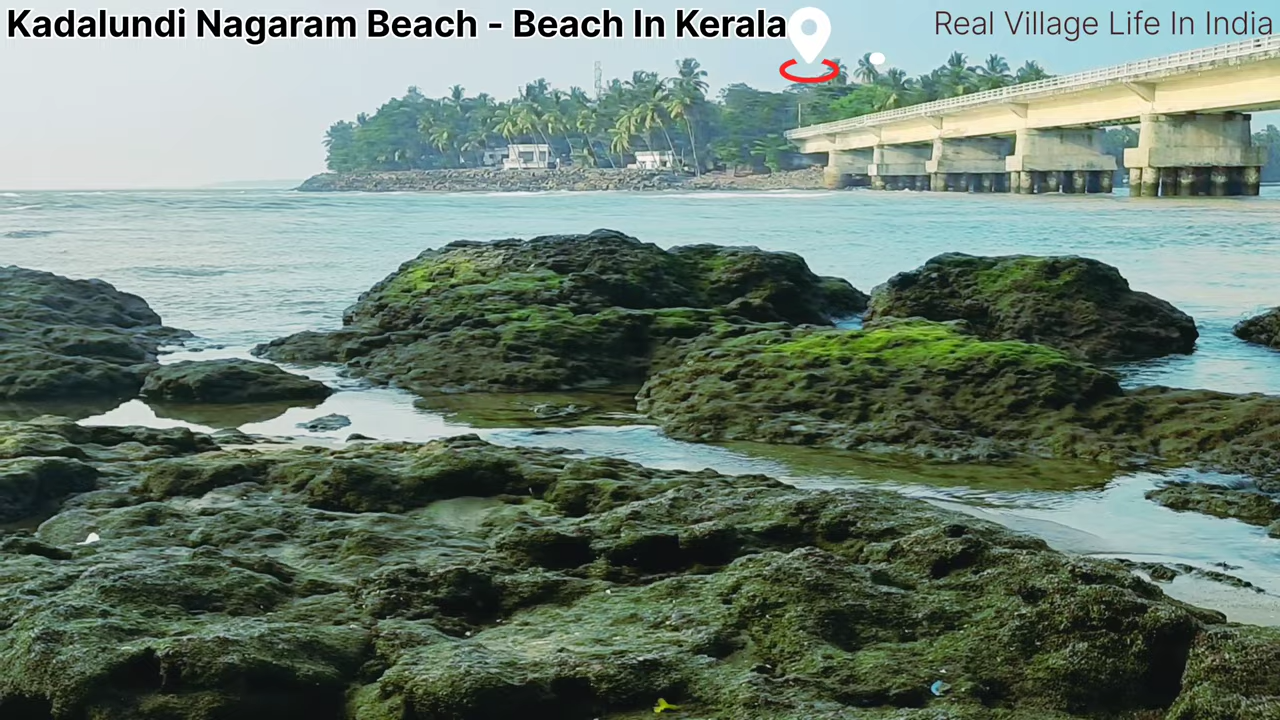 Kadalundi Nagaram Beach - Beach In Kerala
Real Village Life In India